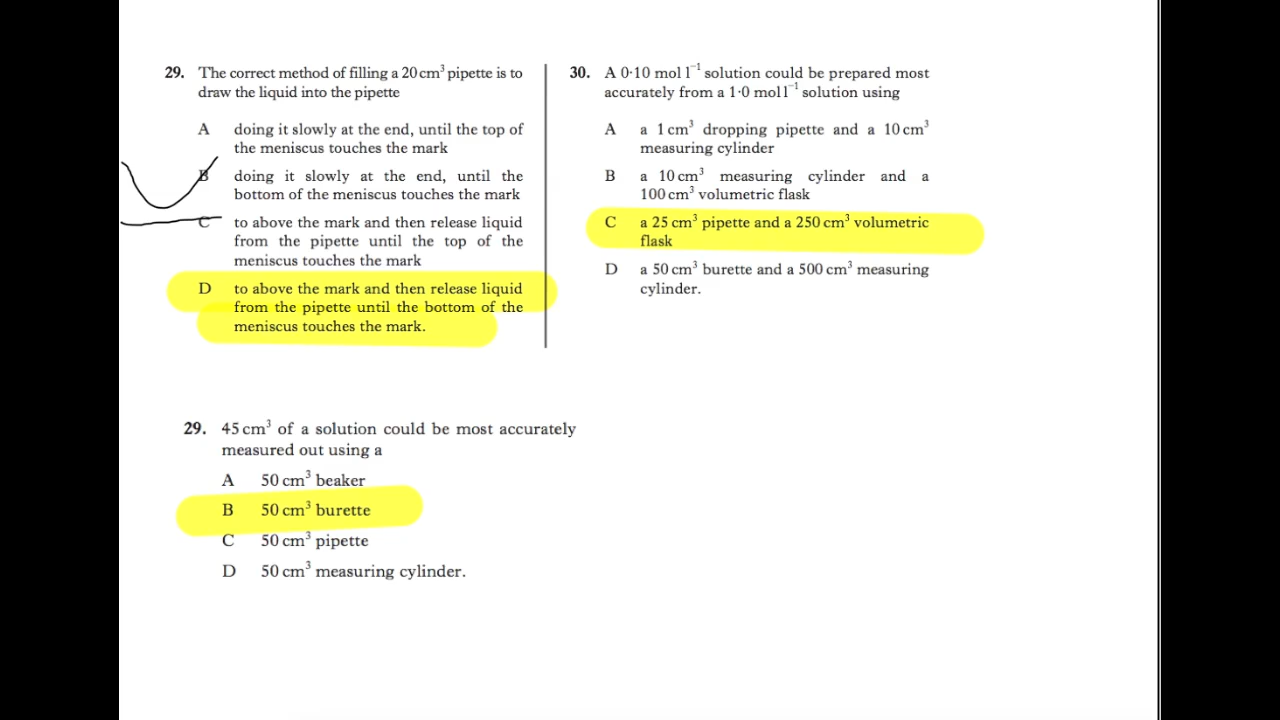 29. The correct method of filling a 20 cm³ pipette is to
draw the liquid into the pipette
A doing it slowly at the end, until the top of
the meniscus touches the mark
B doing it slowly at the end, until the
bottom of the meniscus touches the mark
C to above the mark and then release liquid
from the pipette until the top of the
meniscus touches the mark
D to above the mark and then release liquid
from the pipette until the bottom of the
meniscus touches the mark.
30. A 0·10 mol l⁻¹ solution could be prepared most
accurately from a 1·0 mol l⁻¹ solution using
A a 1 cm³ dropping pipette and a 10 cm³
measuring cylinder
B a 10 cm³ measuring cylinder and a
100 cm³ volumetric flask
C a 25 cm³ pipette and a 250 cm³ volumetric
flask
D a 50 cm³ burette and a 500 cm³ measuring
cylinder.
29. 45 cm³ of a solution could be most accurately
measured out using a
A 50 cm³ beaker
B 50 cm³ burette
C 50 cm³ pipette
D 50 cm³ measuring cylinder.